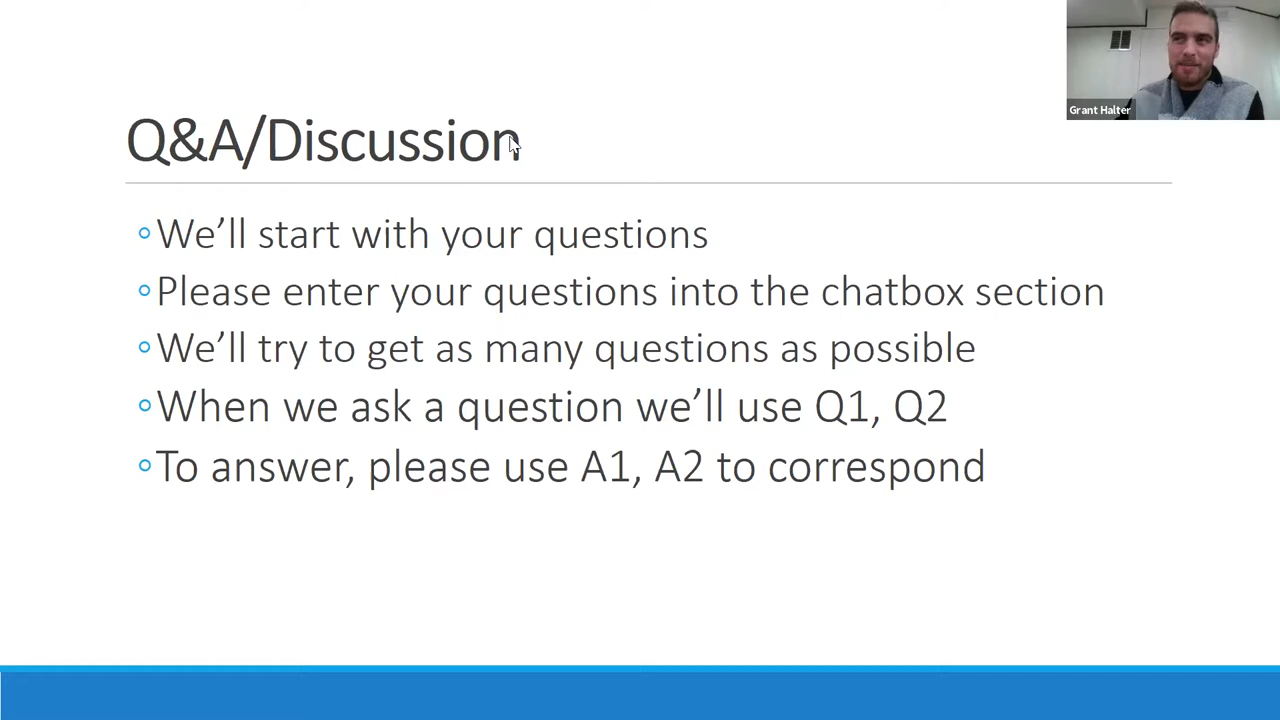 Grant Halter
Q&A/Discussion
We’ll start with your questions
Please enter your questions into the chatbox section
We’ll try to get as many questions as possible
When we ask a question we’ll use Q1, Q2
To answer, please use A1, A2 to correspond